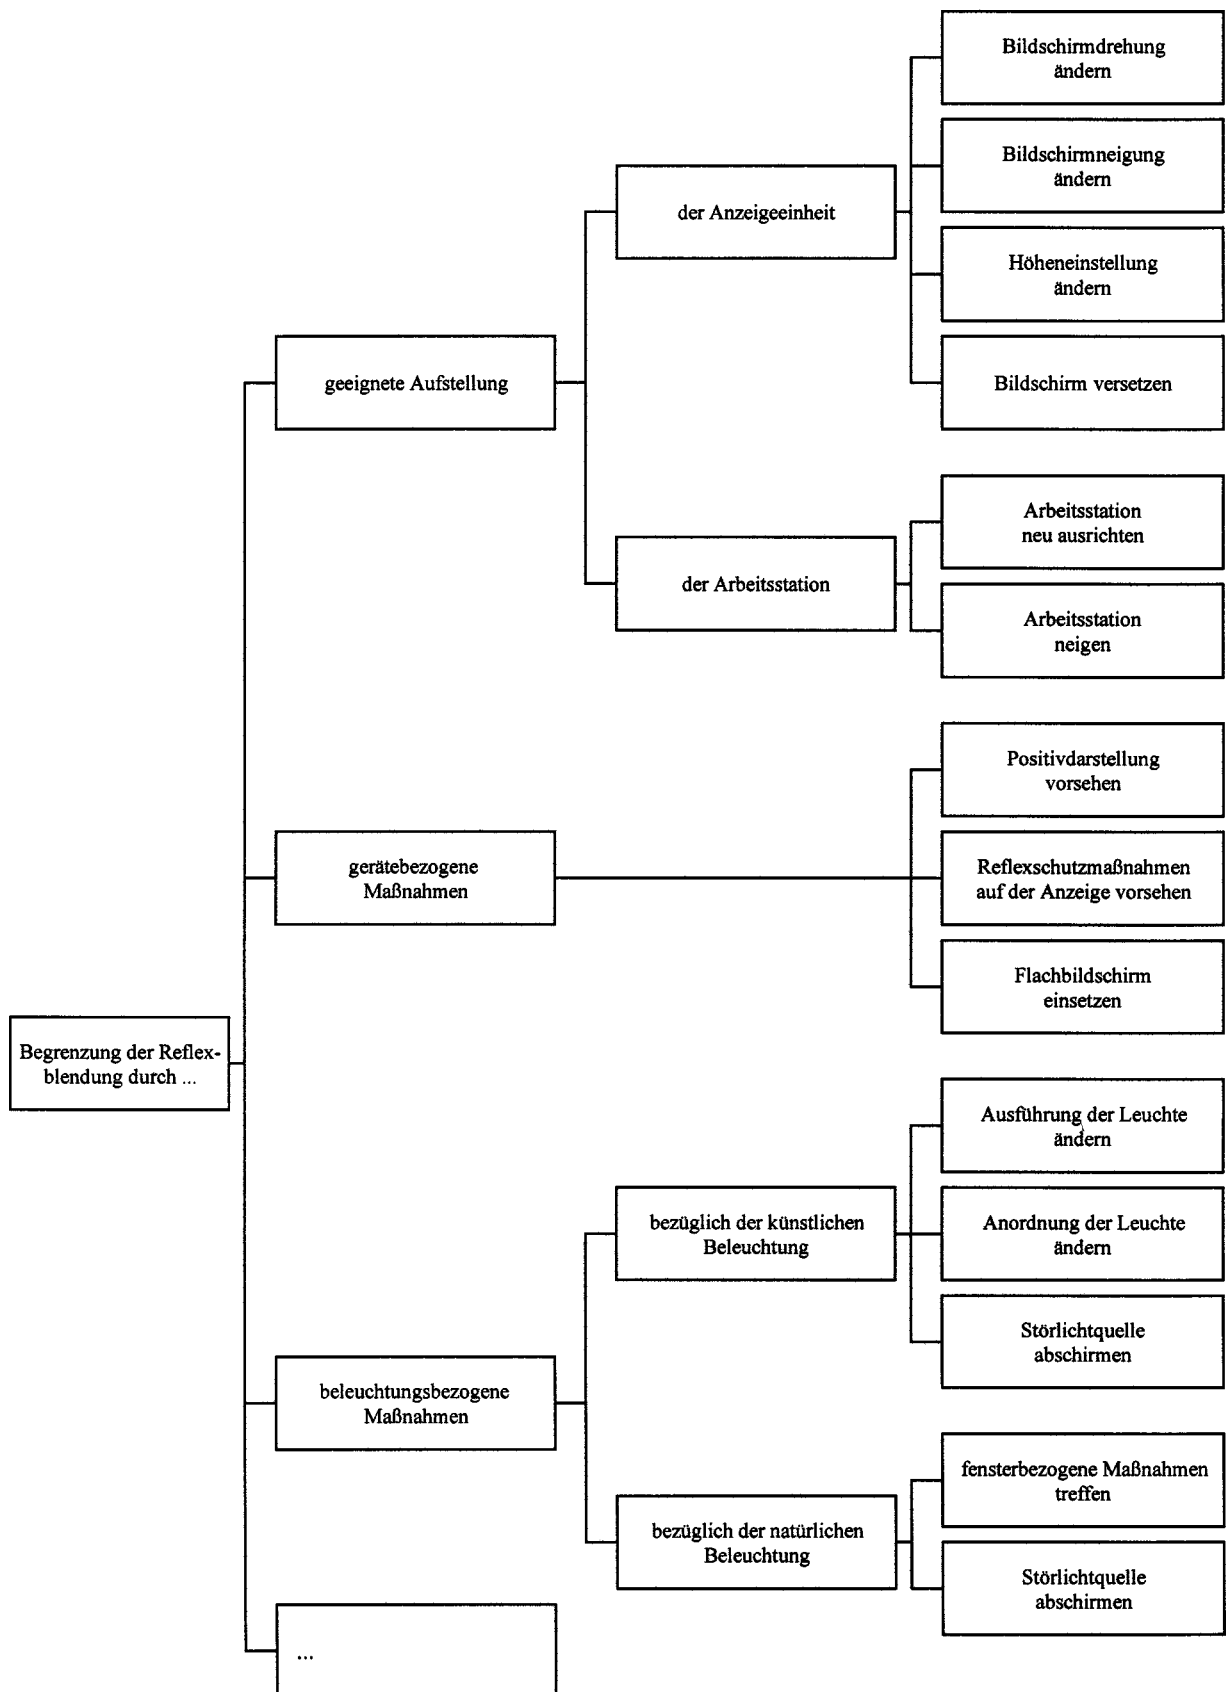 Bildschirmdrehung
ändern
Bildschirmneigung
ändern
der Anzeigeeinheit
Höheneinstellung
ändern
geeignete Aufstellung
Bildschirm versetzen
Arbeitsstation
neu ausrichten
der Arbeitsstation
Arbeitsstation
neigen
Positivdarstellung
vorsehen
gerätebezogene
Maßnahmen
Reflexschutzmaßnahmen
auf der Anzeige vorsehen
Flachbildschirm
einsetzen
Begrenzung der Reflex-
blendung durch ...
Ausführung der Leuchte
ändern
bezüglich der künstlichen
Beleuchtung
Anordnung der Leuchte
ändern
Störlichtquelle
abschirmen
beleuchtungsbezogene
Maßnahmen
fensterbezogene Maßnahmen
treffen
bezüglich der natürlichen
Beleuchtung
Störlichtquelle
abschirmen
...